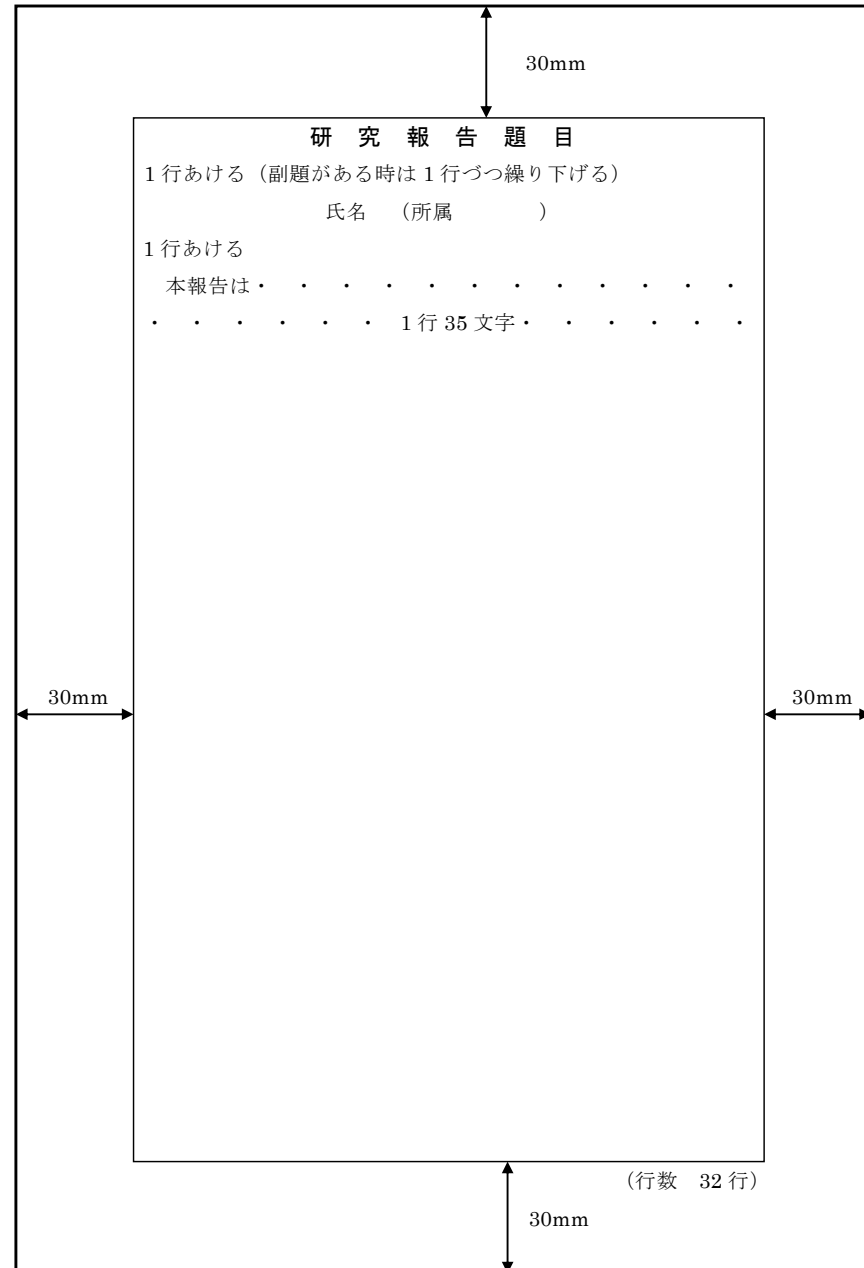 30mm
研 究 報 告 題 目
1行あける（副題がある時は1行づつ繰り下げる）
氏名　（所属　　　　）
1行あける
本報告は・ ・ ・ ・ ・ ・ ・ ・ ・ ・ ・ ・
・ ・ ・ ・ ・ ・ 1行35文字・ ・ ・ ・ ・ ・
30mm
30mm
（行数　32行）
30mm